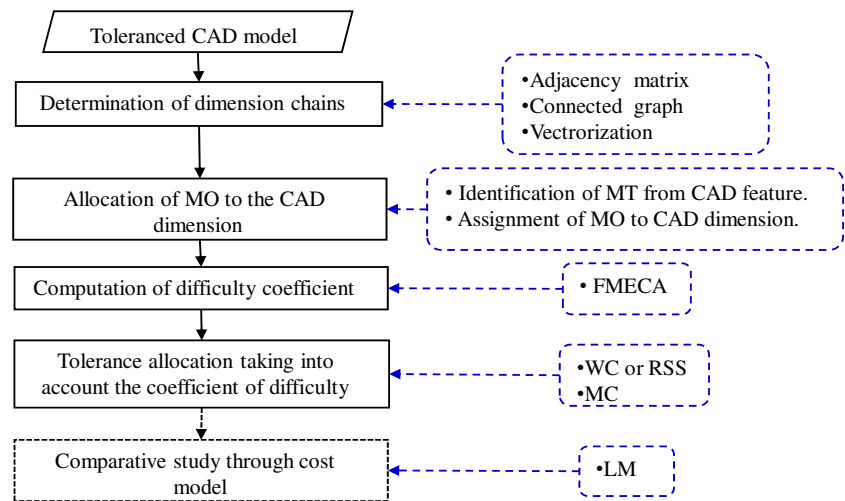 Toleranced CAD model
Determination of dimension chains
•Adjacency matrix
•Connected graph
•Vectrorization
Allocation of MO to the CAD
dimension
• Identification of MT from CAD feature.
• Assignment of MO to CAD dimension.
Computation of difficulty coefficient
• FMECA
Tolerance allocation taking into
account the coefficient of difficulty
•WC or RSS
•MC
Comparative study through cost
model
•LM